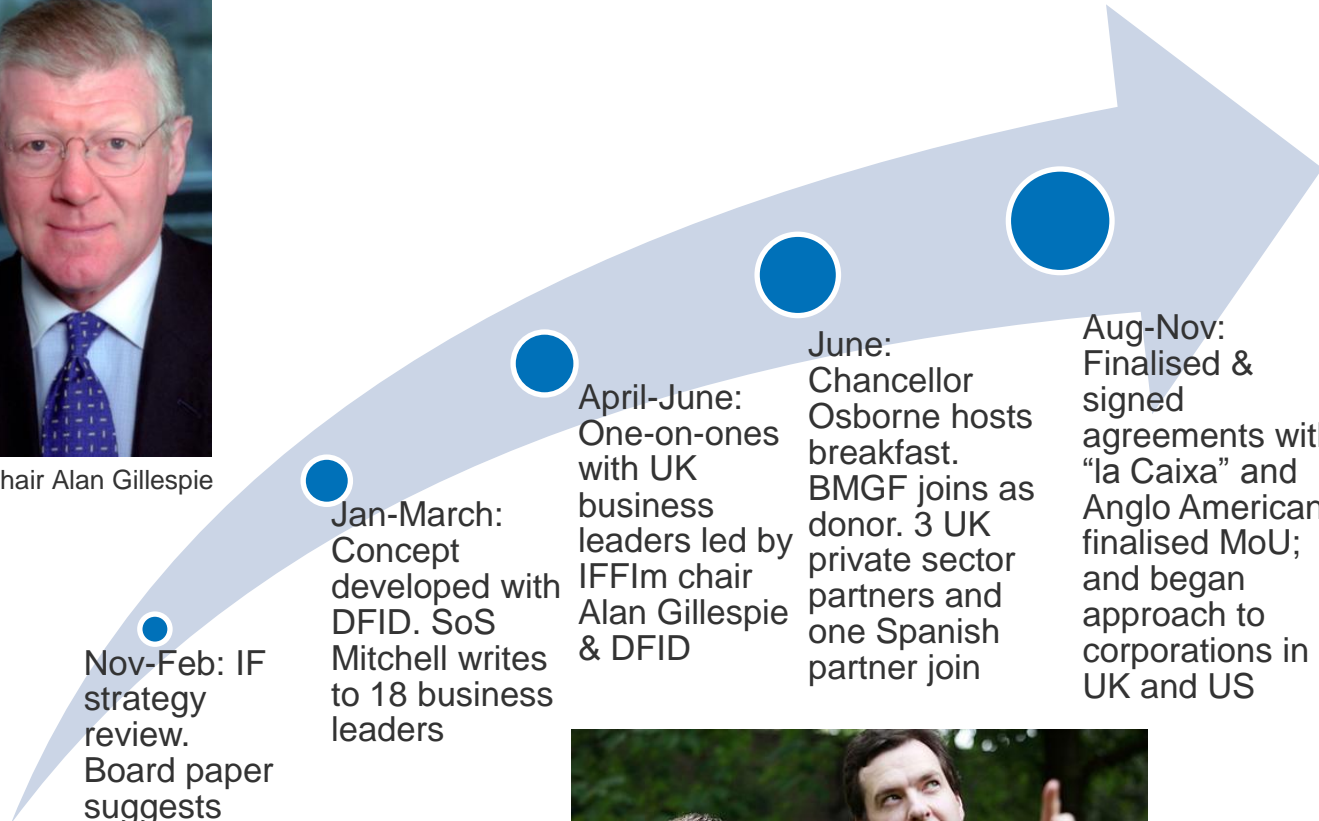 hair Alan Gillespie
Nov-Feb: IF
strategy
review.
Board paper
suggests
Jan-March:
Concept
developed with
DFID. SoS
Mitchell writes
to 18 business
leaders
April-June:
One-on-ones
with UK
business
leaders led by
IFFIm chair
Alan Gillespie
& DFID
June:
Chancellor
Osborne hosts
breakfast.
BMGF joins as
donor. 3 UK
private sector
partners and
one Spanish
partner join
Aug-Nov:
Finalised &
signed
agreements wit
“la Caixa” and
Anglo American
finalised MoU;
and began
approach to
corporations in
UK and US